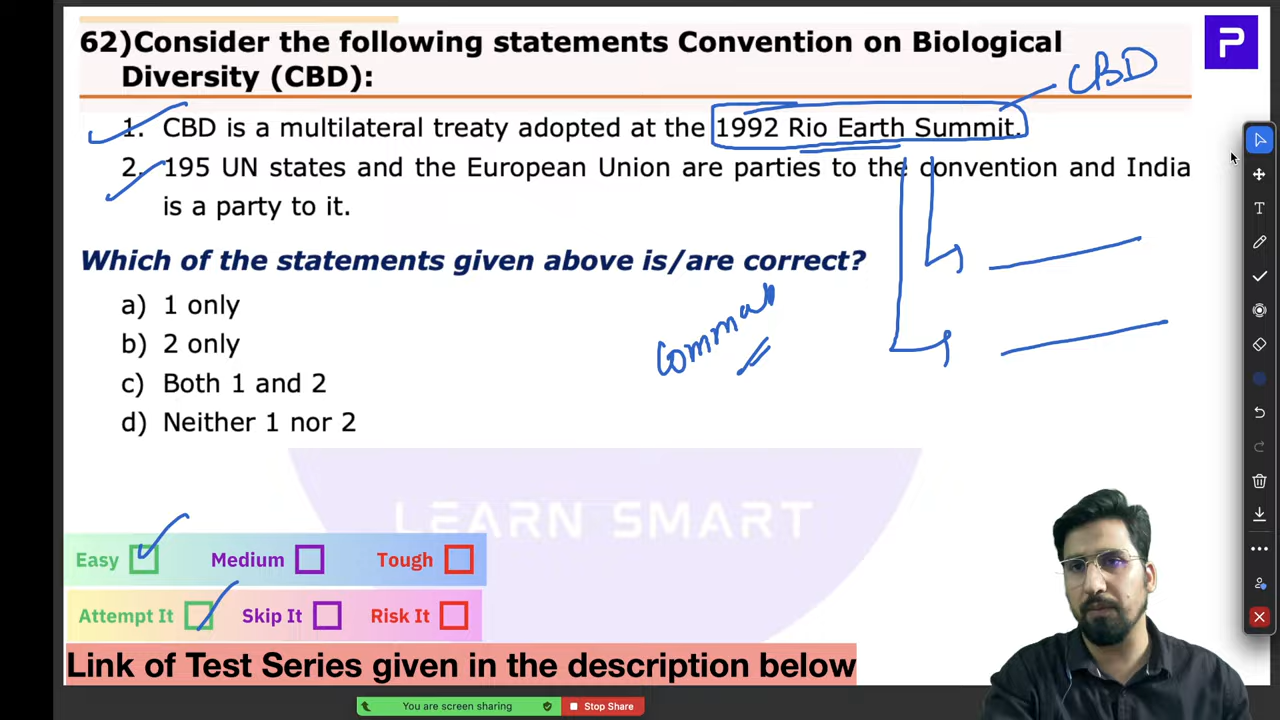 62)Consider the following statements Convention on Biological
Diversity (CBD):
CBD
1. CBD is a multilateral treaty adopted at the 1992 Rio Earth Summit.
2. 195 UN states and the European Union are parties to the convention and India
is a party to it.
Which of the statements given above is/are correct?
a) 1 only
b) 2 only
c) Both 1 and 2
d) Neither 1 nor 2
LEARN SMART
Easy Medium Tough
Attempt It Skip It Risk It
Link of Test Series given in the description below
You are screen sharing Stop Share